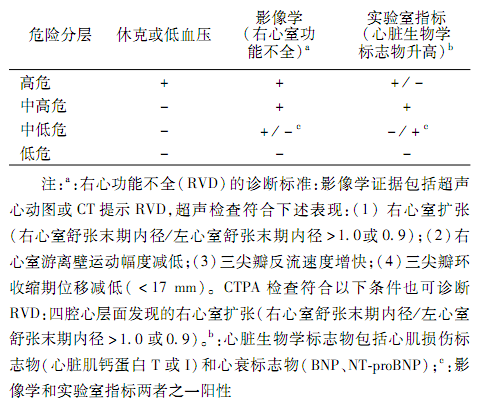 危险分层 休克或低血压 影像学(右心室功能不全)a 实验室指标(心脏生物学标志物升高)b
高危 + + +/-
中高危 - + +
中低危 - +/-c -/+c
低危 - - -
注:a:右心功能不全(RVD)的诊断标准:影像学证据包括超声
心动图或CT提示RVD,超声检查符合下述表现:(1) 右心室扩张
(右心室舒张末期内径/左心室舒张末期内径>1.0或0.9);(2)右
心室游离壁运动幅度减低;(3)三尖瓣反流速度增快;(4)三尖瓣环
收缩期位移减低(<17 mm)。CTPA 检查符合以下条件也可诊断
RVD:四腔心层面发现的右心室扩张(右心室舒张末期内径/左心室
舒张末期内径>1.0 或0.9)。b:心脏生物学标志物包括心肌损伤标
志物(心脏肌钙蛋白T或I)和心衰标志物(BNP、NT-proBNP);c:影
像学和实验室指标两者之一阳性